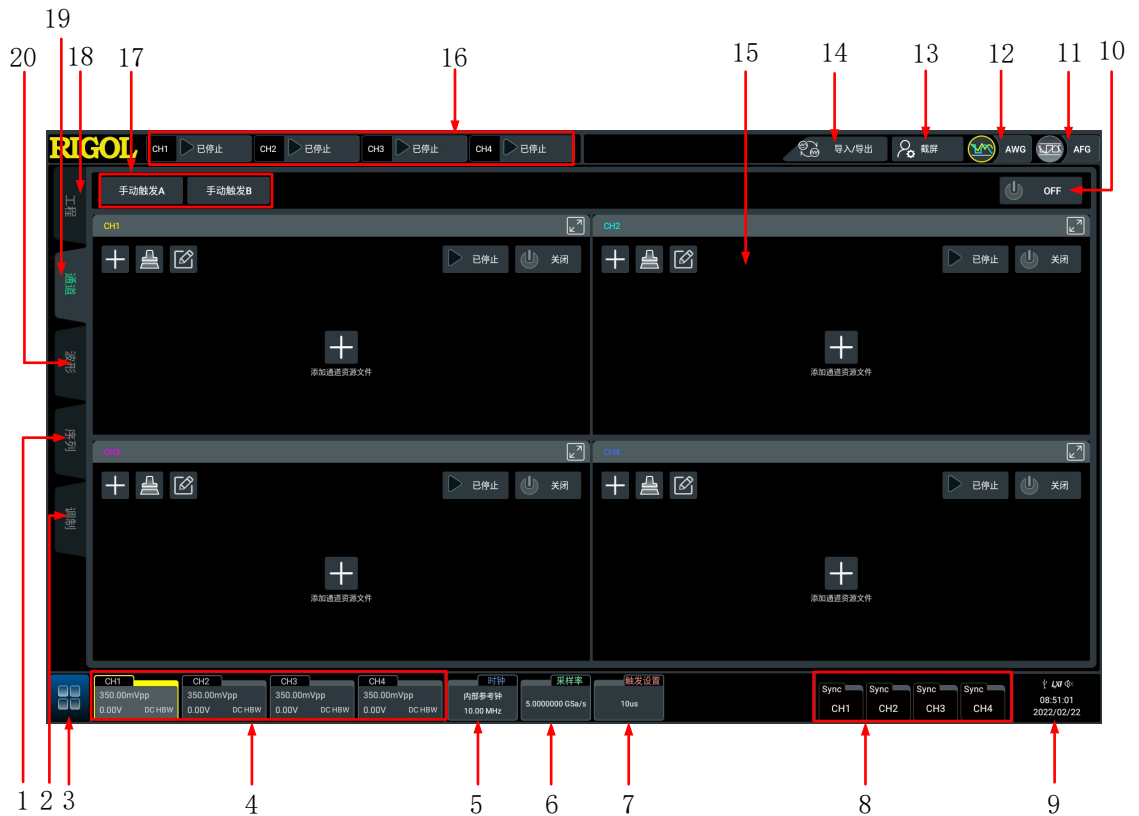 19
20 18 17 16 15 14 13 12 11 10
RIGOL CH1 已停止 CH2 已停止 CH3 已停止 CH4 已停止 导入/导出 截屏 AWG AFG
工程
手动触发A 手动触发B OFF
CH1 CH2
已停止 关闭 已停止 关闭
通道
波形
添加通道资源文件 添加通道资源文件
序列
CH3 CH4
已停止 关闭 已停止 关闭
调制
添加通道资源文件 添加通道资源文件
CH1 CH2 CH3 CH4 时钟 采样率 触发设置
350.00mVpp 350.00mVpp 350.00mVpp 350.00mVpp 内部参考钟 5.0000000 GSa/s 10us
0.00V DC HBW 0.00V DC HBW 0.00V DC HBW 0.00V DC HBW 10.00 MHz
Sync Sync Sync Sync LXI
CH1 CH2 CH3 CH4 08:51:01
2022/02/22
1 2 3 4 5 6 7 8 9